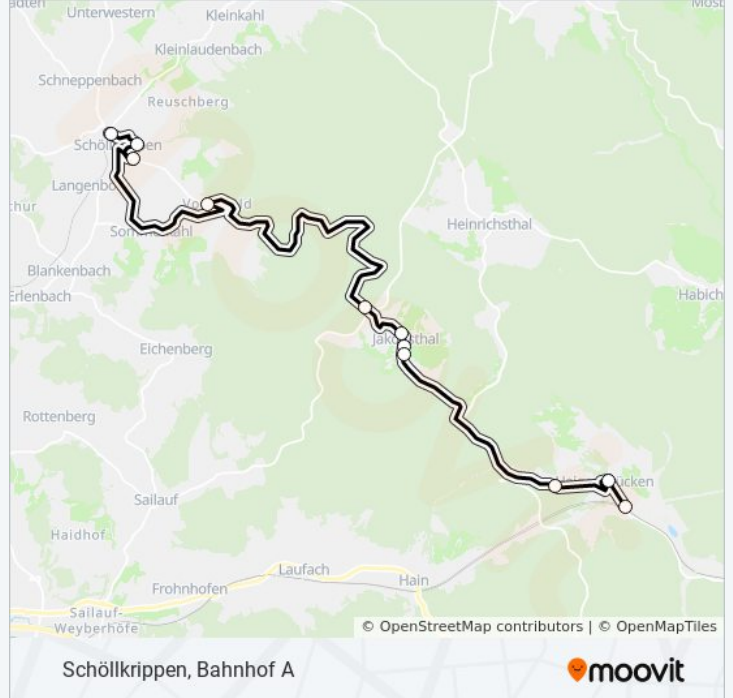 Unterwestern
Kleinkahl
Kleinlaudenbach
Schneppenbach
Reuschberg
Heinrichsthal
Blankenbach
Erlenbach
Habich
Eichenberg
Jakobsthal
Rottenberg
Sailauf
Haidhof
Laufach
Hain
Frohnhofen
Sailauf-
Weyberhöfe
© OpenStreetMap contributors | © OpenMapTiles
Schöllkrippen, Bahnhof A
moovit